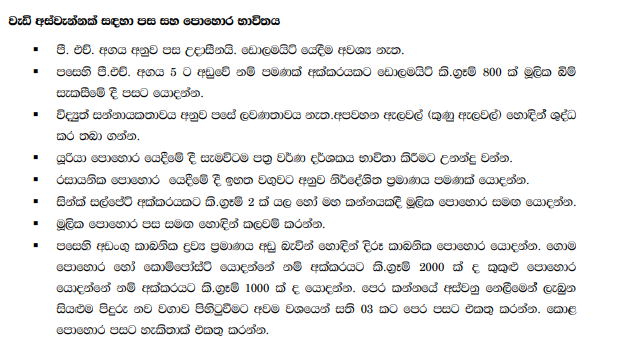 වැඩි අස්වැන්නක් සඳහා පස සහ පොහොර භාවිතය
▪ පී. එච්. අගය අනුව පස උදාසීනයි. ඩොලමයිට් යෙදීම අවශ්‍ය නැත.
▪ පසෙහි පී.එච්. අගය 5 ට අඩුවේ නම් පමණක් අක්කරයකට ඩොලමයිට් කි.ග්‍රෑම් 800 ක් මූලික බිම්
සැකසීමේ දී පසට යොදන්න.
▪ විද්‍යුත් සන්නායකතාවය අනුව පසේ ලවණතාවය නැත.අපවහන ඇලවල් (කුණු ඇලවල්) හොඳින් ශුද්ධ
කර තබා ගන්න.
▪ යූරියා පොහොර යෙදීමේ දී සැමවිටම පත්‍ර වර්ණ දර්ශකය භාවිතා කිරීමට උනන්දු වන්න.
▪ රසායනික පොහොර යෙදීමේ දී ඉහත වගුවට අනුව නිර්දේශිත ප්‍රමාණය පමණක් යොදන්න.
▪ සින්ක් සල්ෆේට් අක්කරයකට කි.ග්‍රෑම් 2 ක් යල හෝ මහ කන්නයකදී මූලික පොහොර සමඟ යොදන්න.
▪ මූලික පොහොර පස සමඟ හොඳින් කලවම් කරන්න.
▪ පසෙහි අඩංගු කාබනික ද්‍රව්‍ය ප්‍රමාණය අඩු බැවින් හොඳින් දිරූ කාබනික පොහොර යොදන්න. ගොම
පොහොර හෝ කොම්පෝස්ට් යොදන්නේ නම් අක්කරයට කි.ග්‍රෑම් 2000 ක් ද කුකුළු පොහොර
යොදන්නේ නම් අක්කරයට කි.ග්‍රෑම් 1000 ක් ද යොදන්න. පෙර කන්නයේ අස්වනු නෙළීමෙන් ලැබුන
සියළුම පිදුරු නව වගාව පිහිටුවීමට අවම වශයෙන් සති 03 කට පෙර පසට එකතු කරන්න. කොළ
පොහොර පසට හැකිතාක් එකතු කරන්න.